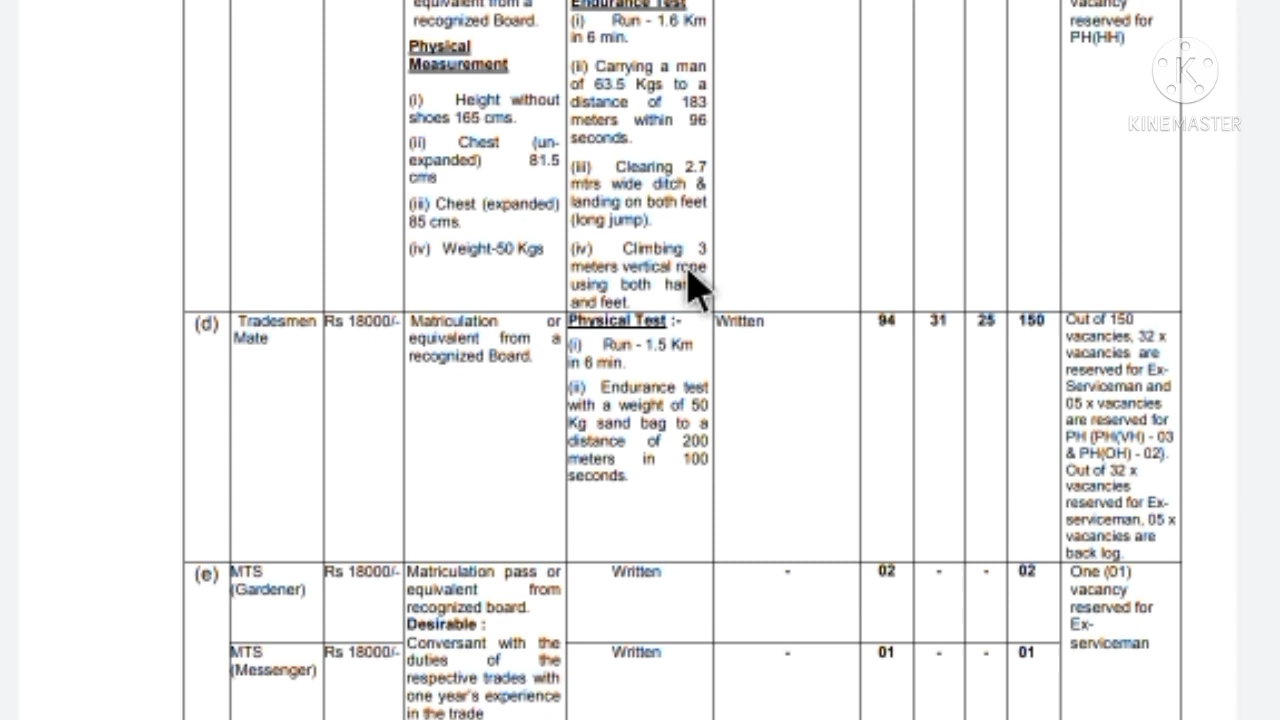 equivalent from a
recognized Board.
Physical
Measurement
(i) Height without
shoes 165 cms.
(ii) Chest (un-
expanded) 81.5
cms
(iii) Chest (expanded)
85 cms.
(iv) Weight-50 Kgs
Endurance Test
(i) Run - 1.6 Km
in 6 min.
(ii) Carrying a man
of 63.5 Kgs to a
distance of 183
meters within 96
seconds.
(iii) Clearing 2.7
mtrs wide ditch &
landing on both feet
(long jump).
(iv) Climbing 3
meters vertical rope
using both
and feet.
vacancy
reserved for
PH(HH)
KINEMASTER
(d)
Tradesmen
Mate
Rs 18000/-
Matriculation or
equivalent from a
recognized Board.
Physical Test :-
(i) Run - 1.5 Km
in 6 min.
(ii) Endurance test
with a weight of 50
Kg sand bag to a
distance of 200
meters in 100
seconds.
Written
94
31
25
150
Out of 150
vacancies, 32 x
vacancies are
reserved for Ex-
Serviceman and
05 x vacancies
are reserved for
PH (PH(VH) - 03
& PH(OH) - 02).
Out of 32 x
vacancies
reserved for Ex-
serviceman, 05 x
vacancies are
back log.
(e)
MTS
(Gardener)
Rs 18000/-
Matriculation pass or
equivalent from
recognized board.
Desirable :
Conversant with the
duties of the
respective trades with
one year's experience
in the trade
Written
-
02
-
-
02
One (01)
vacancy
reserved for
Ex-
serviceman
MTS
(Messenger)
Rs 18000/-
Written
-
01
-
-
01